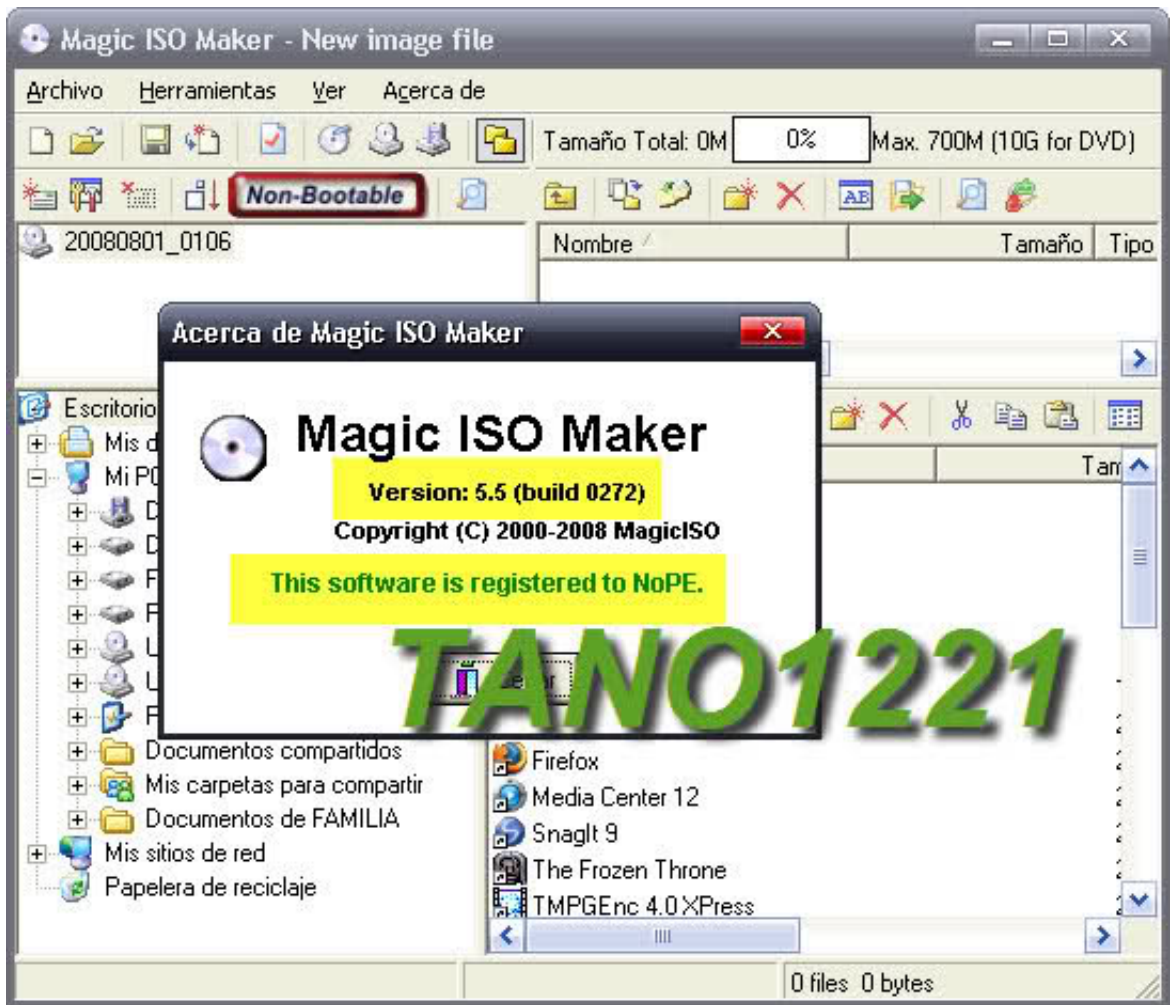 Magic ISO Maker - New image file
Archivo Herramientas Ver Acerca de
Tamaño Total: 0M 0% Max. 700M (10G for DVD)
Non-Bootable
20080801_0106
Nombre Tamaño Tipo
Acerca de Magic ISO Maker
Magic ISO Maker
Version: 5.5 (build 0272)
Copyright (C) 2000-2008 MagicISO
This software is registered to NoPE.
TANO1221
Escritorio
Mis d
Mi PC
D
D
F
F
U
U
F
Documentos compartidos
Mis carpetas para compartir
Documentos de FAMILIA
Mis sitios de red
Papelera de reciclaje
Tam
Firefox
Media Center 12
SnagIt 9
The Frozen Throne
TMPGEnc 4.0 XPress
0 files 0 bytes